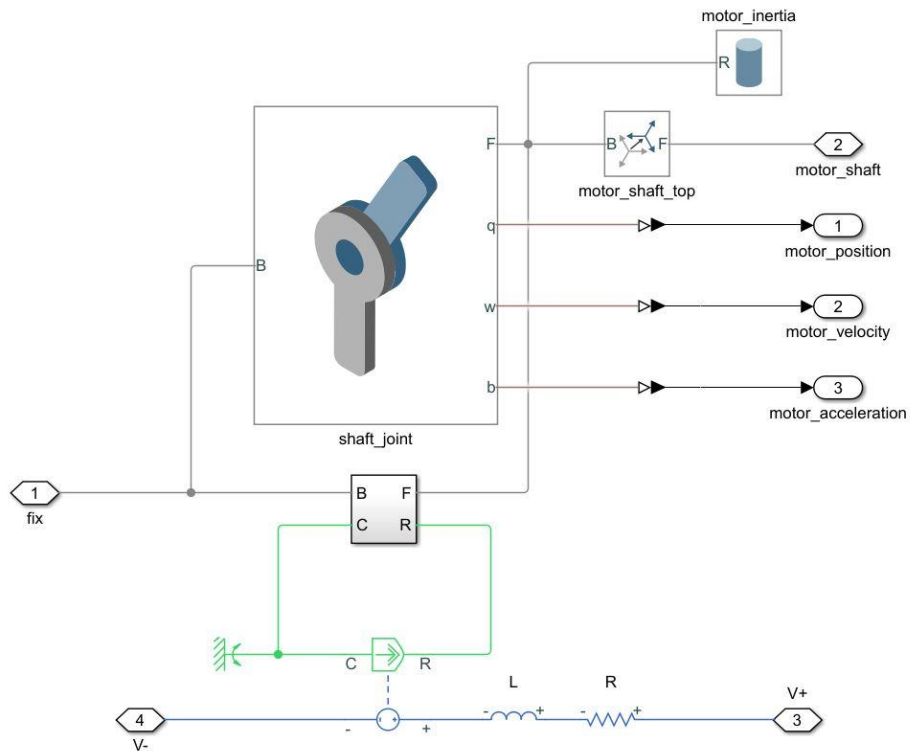 motor_inertia
R
F
B
F
2
motor_shaft_top
motor_shaft
q
1
motor_position
B
w
2
motor_velocity
b
3
motor_acceleration
shaft_joint
1
fix
B
F
C
R
C
R
L
R
V+
-
+
-
+
4
-
+
3
V-